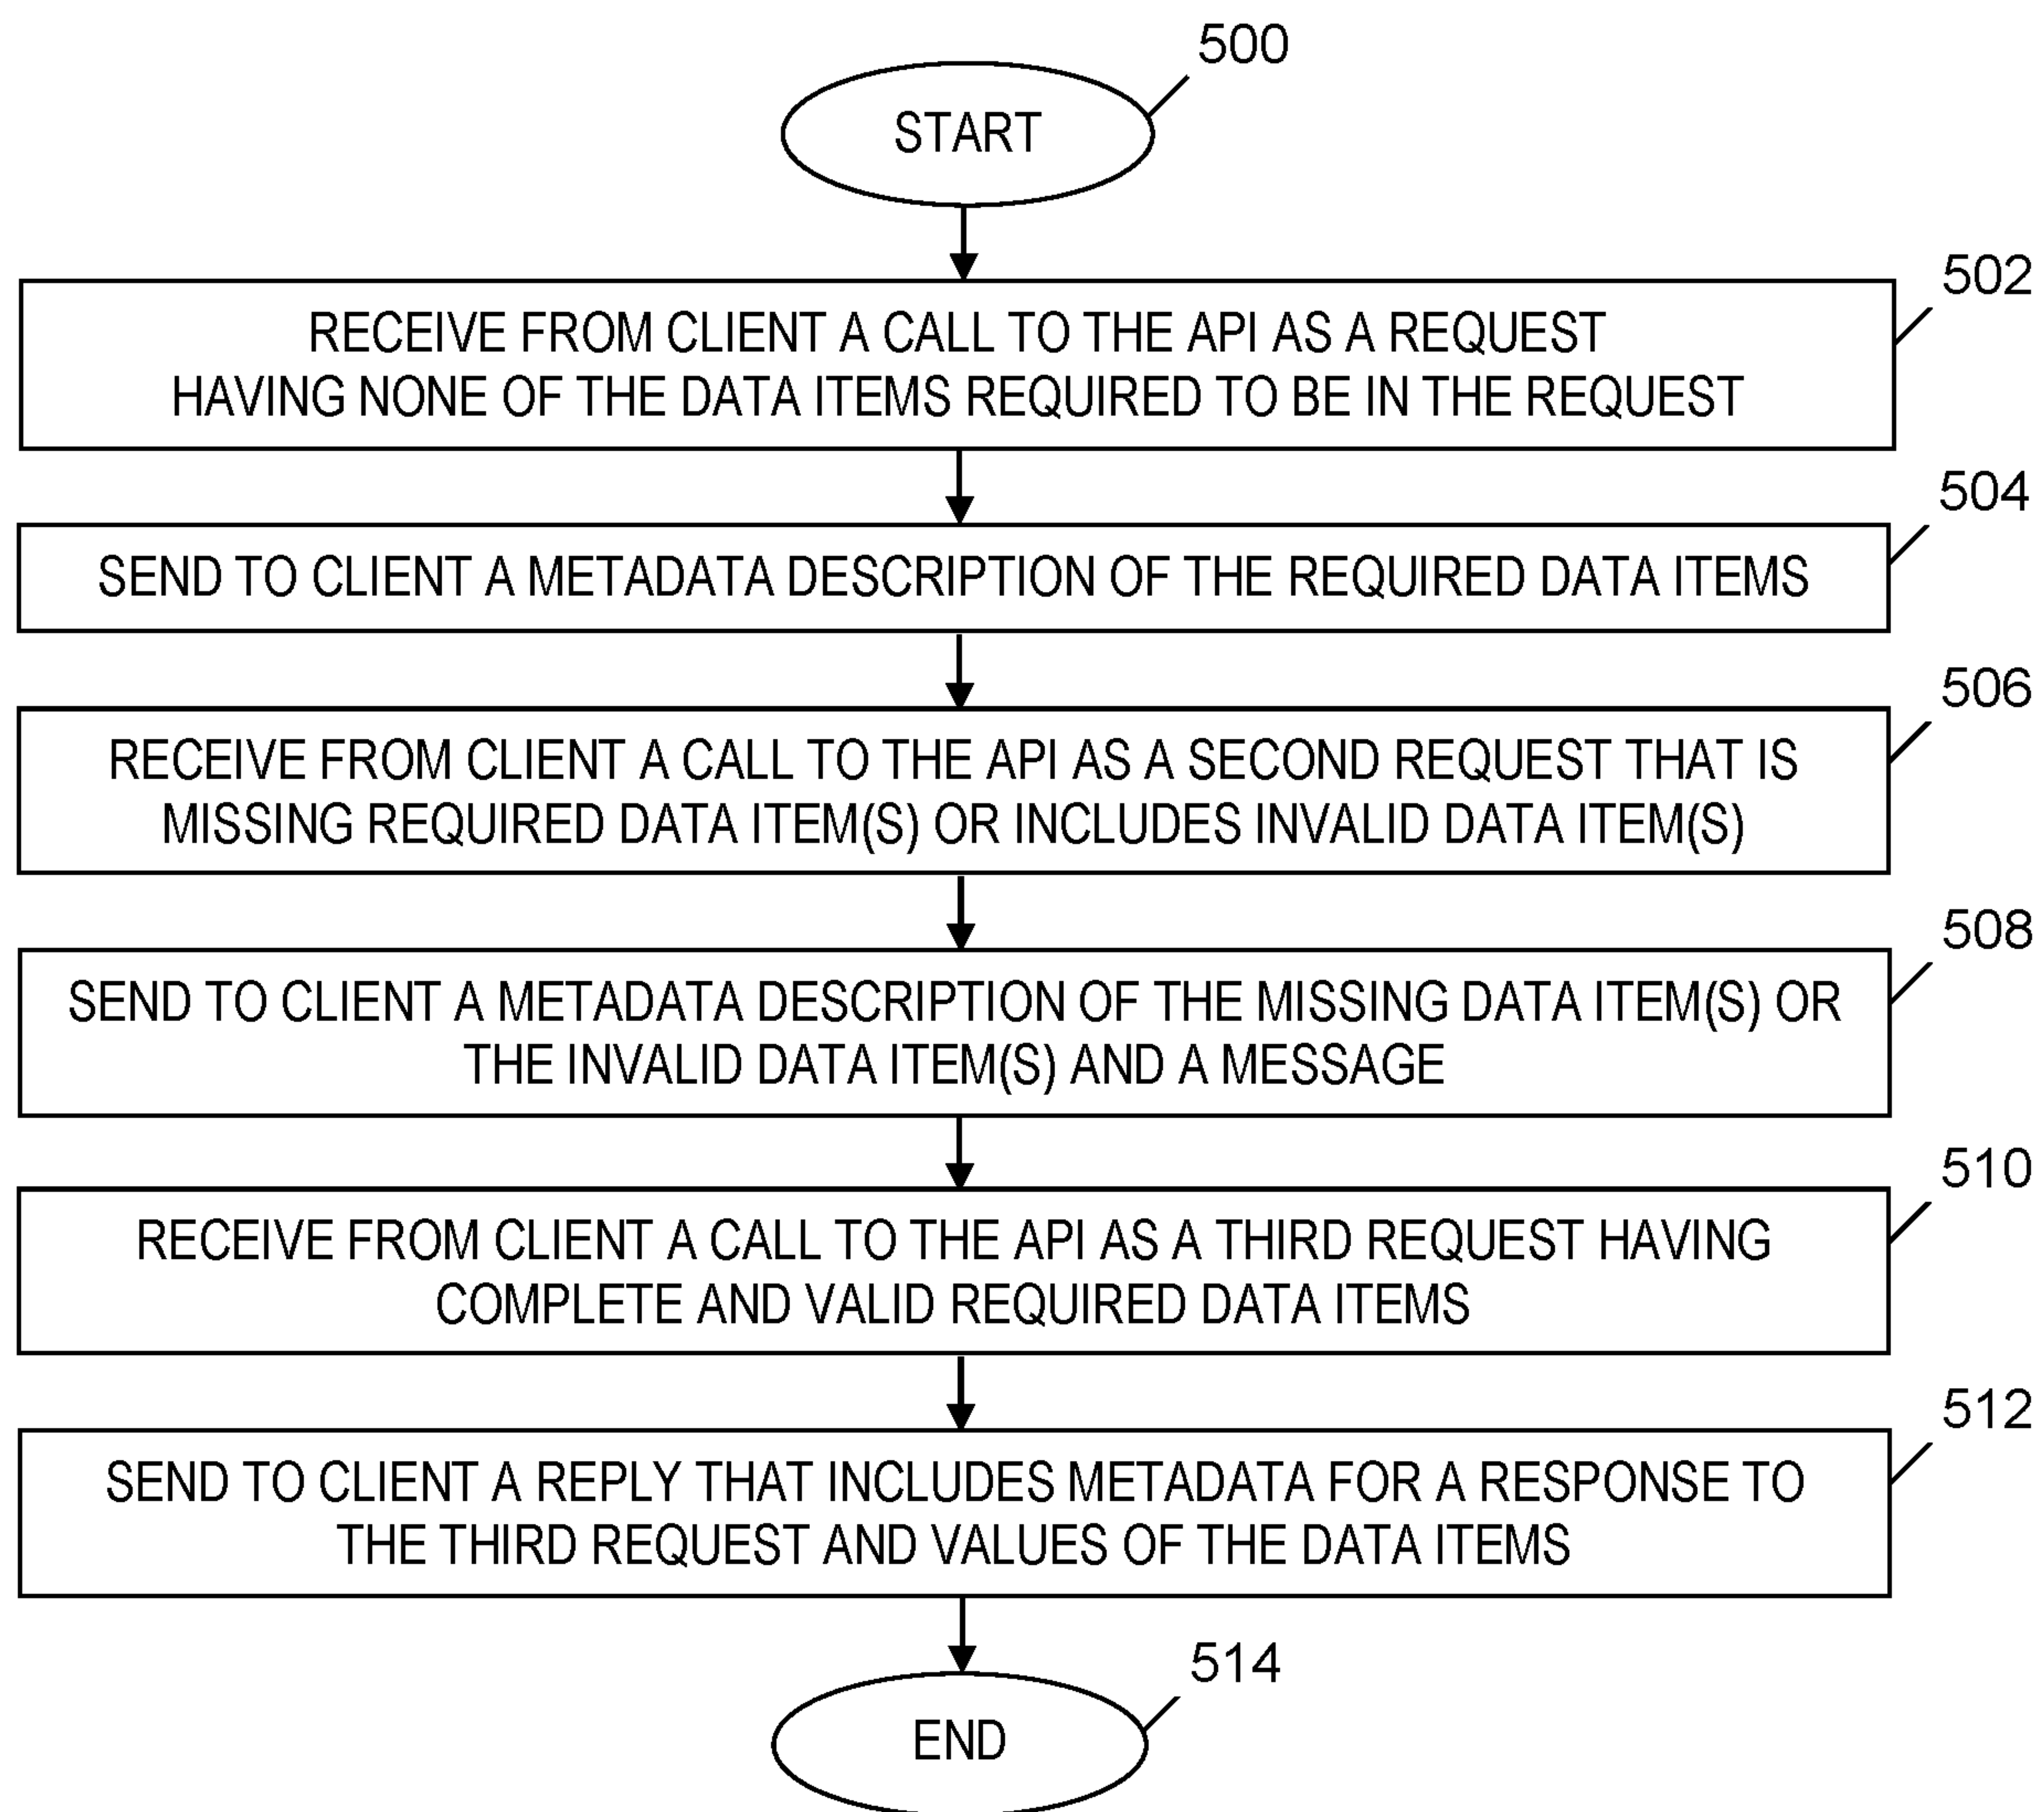 500
START
502
RECEIVE FROM CLIENT A CALL TO THE API AS A REQUEST
HAVING NONE OF THE DATA ITEMS REQUIRED TO BE IN THE REQUEST
504
SEND TO CLIENT A METADATA DESCRIPTION OF THE REQUIRED DATA ITEMS
506
RECEIVE FROM CLIENT A CALL TO THE API AS A SECOND REQUEST THAT IS
MISSING REQUIRED DATA ITEM(S) OR INCLUDES INVALID DATA ITEM(S)
508
SEND TO CLIENT A METADATA DESCRIPTION OF THE MISSING DATA ITEM(S) OR
THE INVALID DATA ITEM(S) AND A MESSAGE
510
RECEIVE FROM CLIENT A CALL TO THE API AS A THIRD REQUEST HAVING
COMPLETE AND VALID REQUIRED DATA ITEMS
512
SEND TO CLIENT A REPLY THAT INCLUDES METADATA FOR A RESPONSE TO
THE THIRD REQUEST AND VALUES OF THE DATA ITEMS
514
END